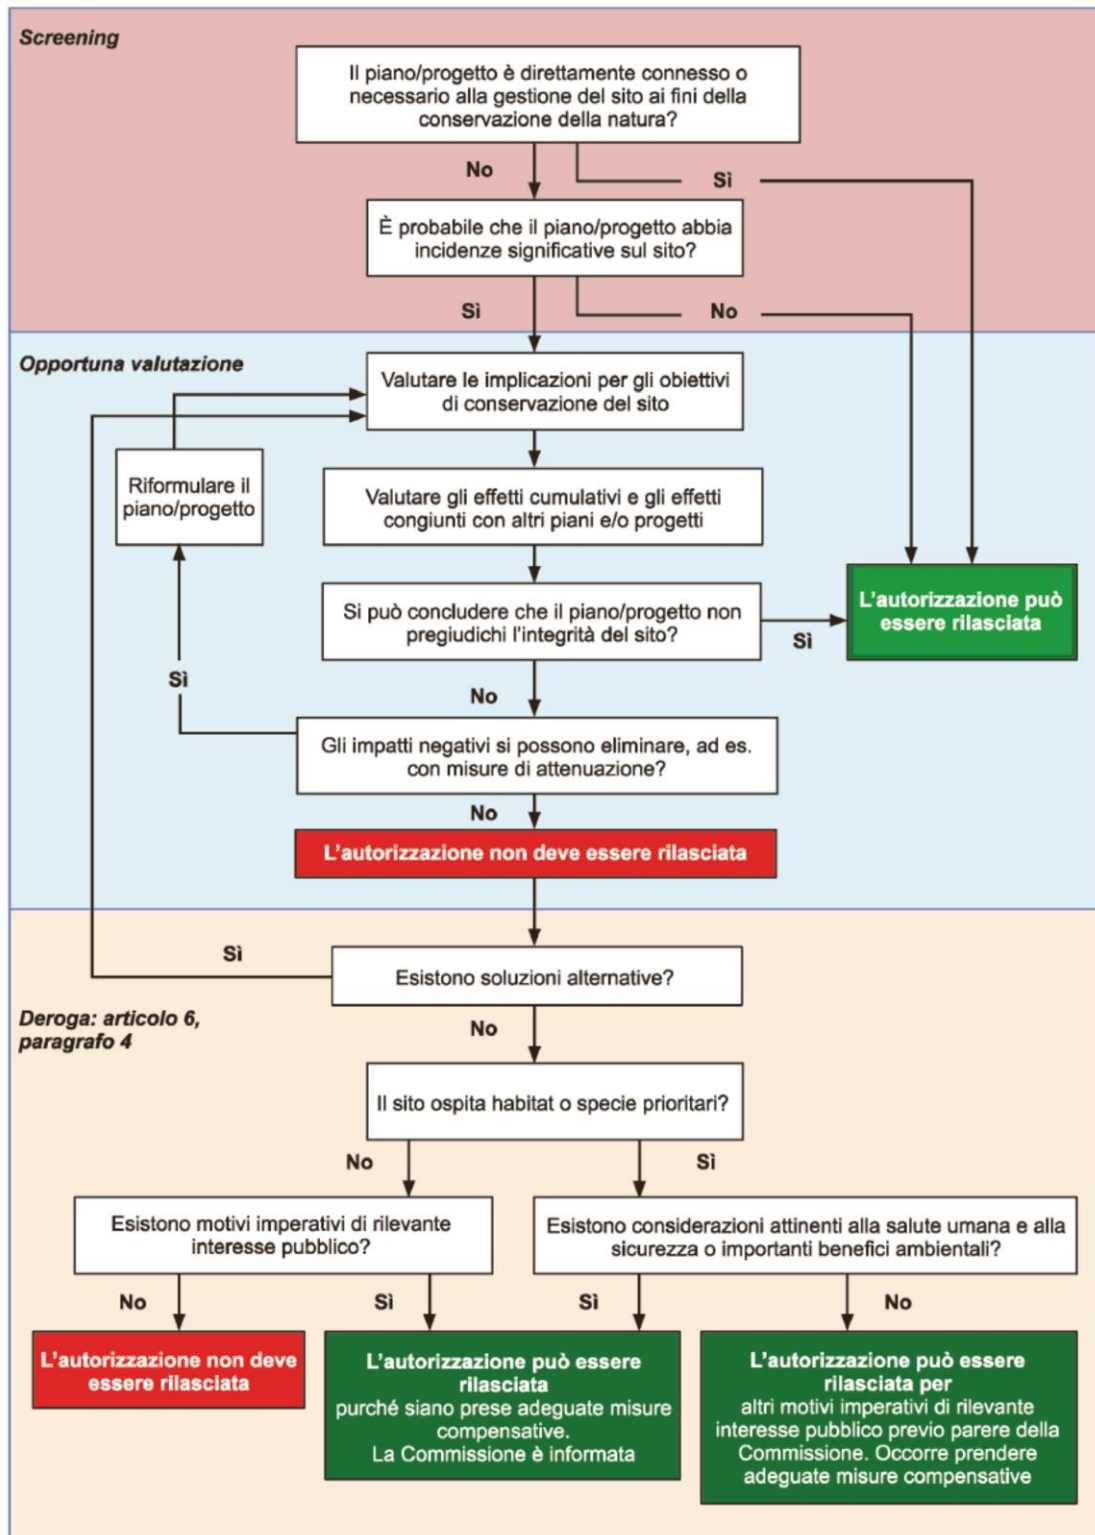 Screening
Il piano/progetto è direttamente connesso o
necessario alla gestione del sito ai fini della
conservazione della natura?
No
Sì
È probabile che il piano/progetto abbia
incidenze significative sul sito?
Sì
No
Opportuna valutazione
Valutare le implicazioni per gli obiettivi
di conservazione del sito
Riformulare il
piano/progetto
Valutare gli effetti cumulativi e gli effetti
congiunti con altri piani e/o progetti
Si può concludere che il piano/progetto non
pregiudichi l'integrità del sito?
Sì
L'autorizzazione può
essere rilasciata
Sì
No
Gli impatti negativi si possono eliminare, ad es.
con misure di attenuazione?
No
L'autorizzazione non deve essere rilasciata
Sì
Esistono soluzioni alternative?
Deroga: articolo 6,
paragrafo 4
No
Il sito ospita habitat o specie prioritari?
No
Sì
Esistono motivi imperativi di rilevante
interesse pubblico?
Esistono considerazioni attinenti alla salute umana e alla
sicurezza o importanti benefici ambientali?
No
Sì
Sì
No
L'autorizzazione non deve
essere rilasciata
L'autorizzazione può essere
rilasciata
purché siano prese adeguate misure
compensative.
La Commissione è informata
L'autorizzazione può essere
rilasciata per
altri motivi imperativi di rilevante
interesse pubblico previo parere della
Commissione. Occorre prendere
adeguate misure compensative